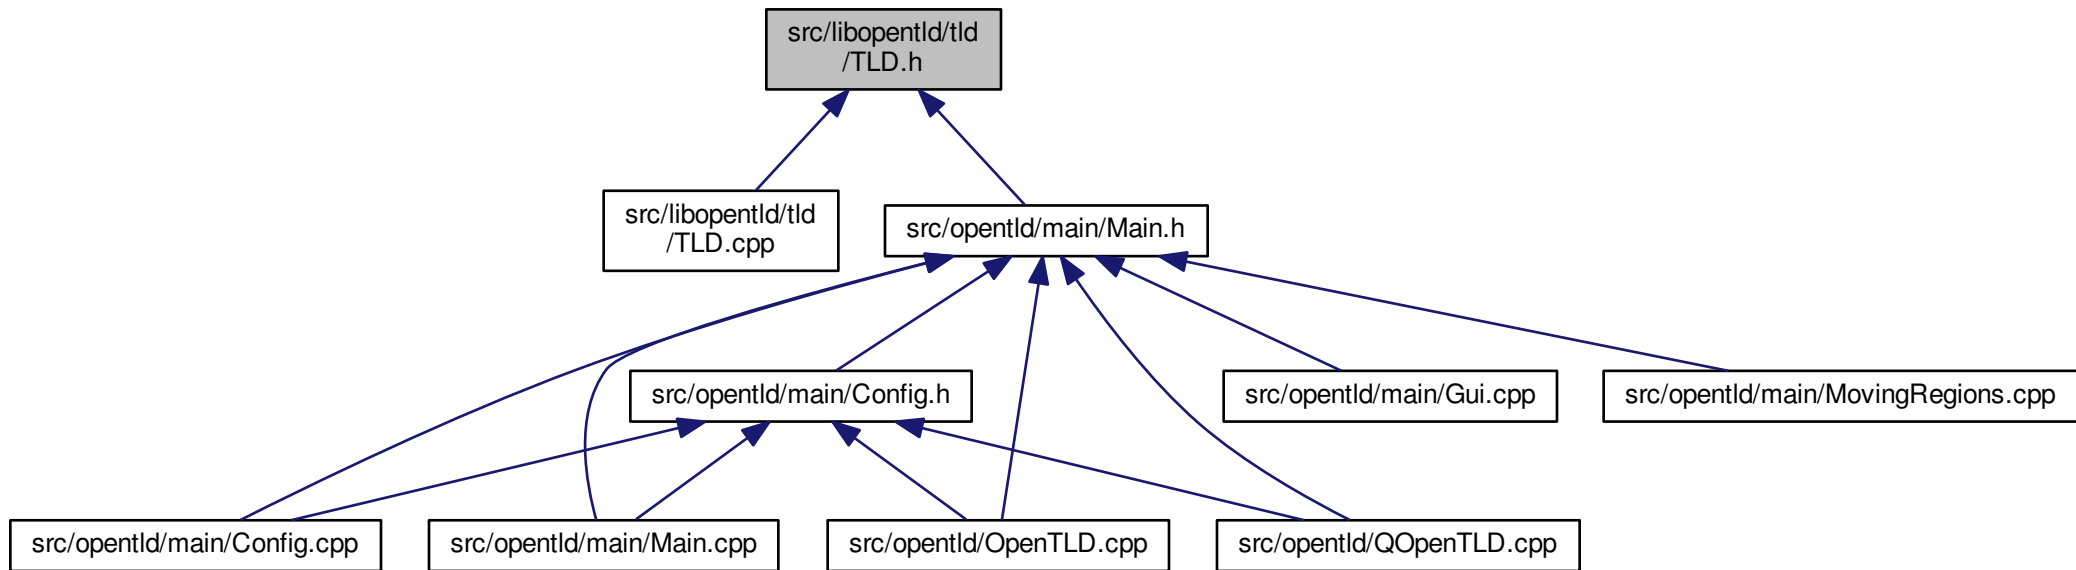 src/libopentld/tld
/TLD.h
src/libopentld/tld
/TLD.cpp
src/opentld/main/Main.h
src/opentld/main/Config.h
src/opentld/main/Gui.cpp
src/opentld/main/MovingRegions.cpp
src/opentld/main/Config.cpp
src/opentld/main/Main.cpp
src/opentld/OpenTLD.cpp
src/opentld/QOpenTLD.cpp